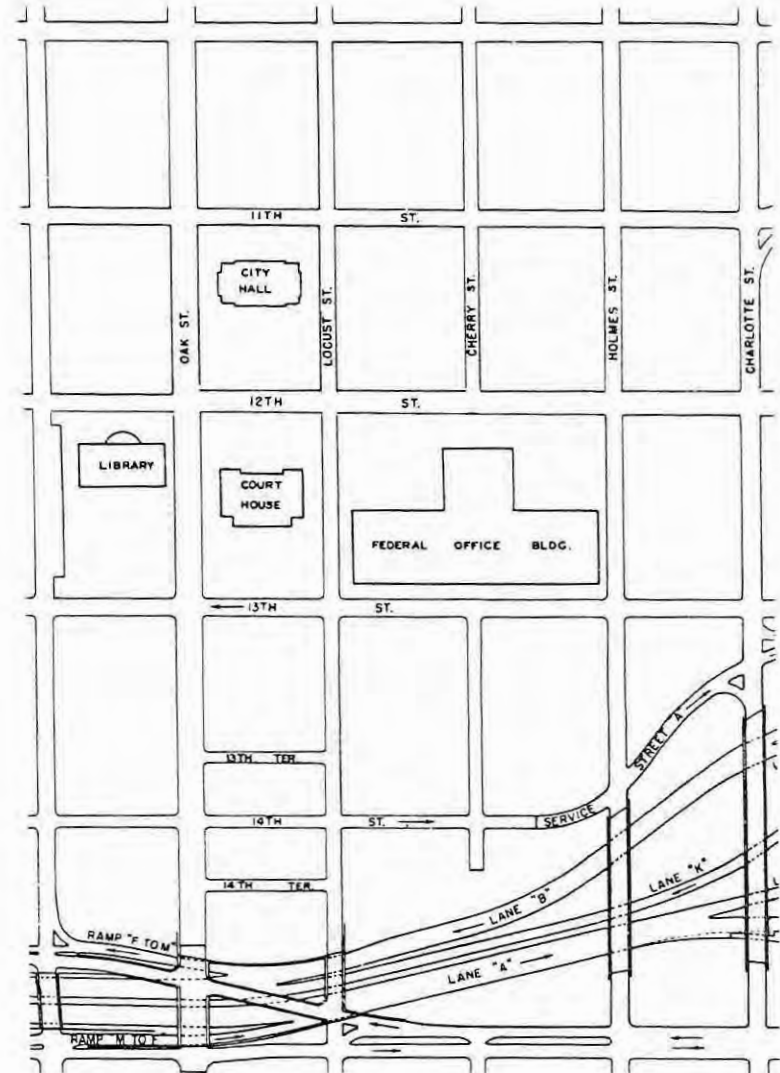 11TH ST.
CITY
HALL
OAK ST.
LOCUST ST.
CHERRY ST.
HOLMES ST.
CHARLOTTE ST.
12TH ST.
LIBRARY
COURT
HOUSE
FEDERAL OFFICE BLDG.
13TH ST.
STREET "A"
13TH. TER.
14TH ST.
SERVICE
14TH TER.
LANE "K"
LANE "B"
RAMP "F TO M"
LANE "A"
RAMP "M TO F"